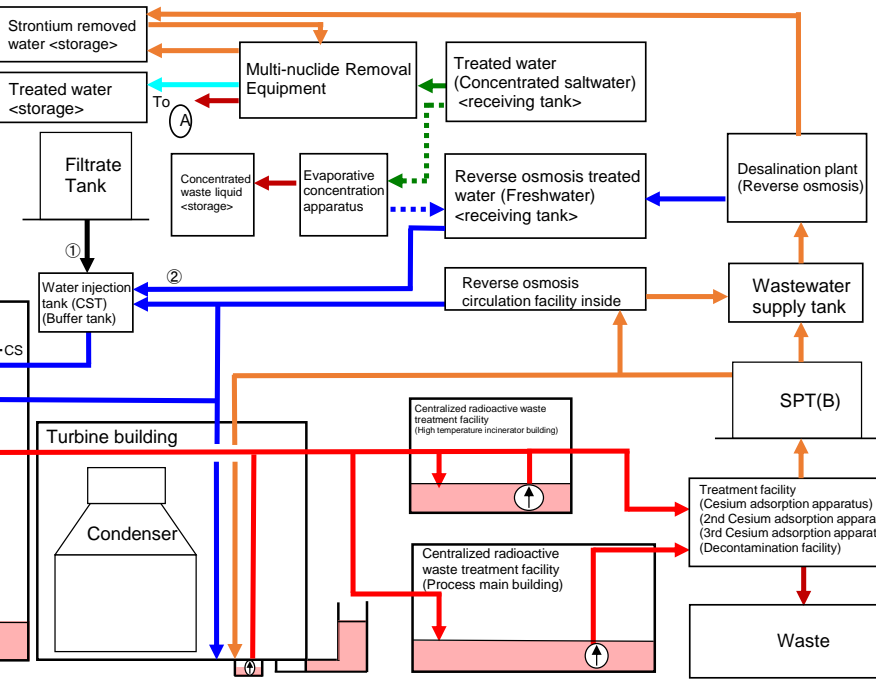 Strontium removed
water <storage>
Treated water
<storage>
Multi-nuclide Removal
Equipment
Treated water
(Concentrated saltwater)
<receiving tank>
To
A
Filtrate
Tank
Concentrated
waste liquid
<storage>
Evaporative
concentration
apparatus
Reverse osmosis treated
water (Freshwater)
<receiving tank>
Desalination plant
(Reverse osmosis)
①
②
Water injection
tank (CST)
(Buffer tank)
Reverse osmosis
circulation facility inside
Wastewater
supply tank
・CS
SPT(B)
Turbine building
Condenser
Centralized radioactive waste
treatment facility
(High temperature incinerator building)
Centralized radioactive
waste treatment facility
(Process main building)
Treatment facility
(Cesium adsorption apparatus)
(2nd Cesium adsorption appara
(3rd Cesium adsorption apparat
(Decontamination facility)
Waste